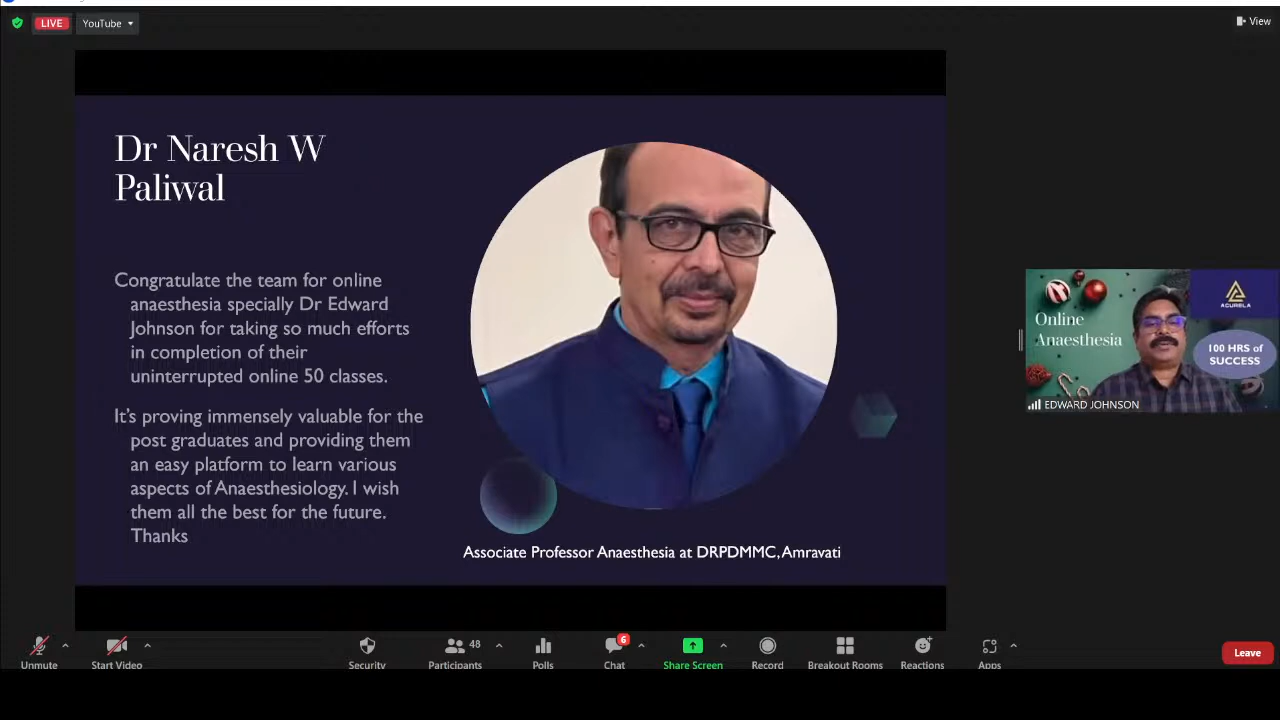 LIVE
YouTube
View
Dr Naresh W
Paliwal
Congratulate the team for online
anaesthesia specially Dr Edward
Johnson for taking so much efforts
in completion of their
uninterrupted online 50 classes.
It's proving immensely valuable for the
post graduates and providing them
an easy platform to learn various
aspects of Anaesthesiology. I wish
them all the best for the future.
Thanks
Associate Professor Anaesthesia at DRPDMMC, Amravati
Online
Anaesthesia
ACURELA
100 HRS of
SUCCESS
EDWARD JOHNSON
Unmute
Start Video
Security
Participants
48
Polls
Chat
6
Share Screen
Record
Breakout Rooms
Reactions
Apps
Leave